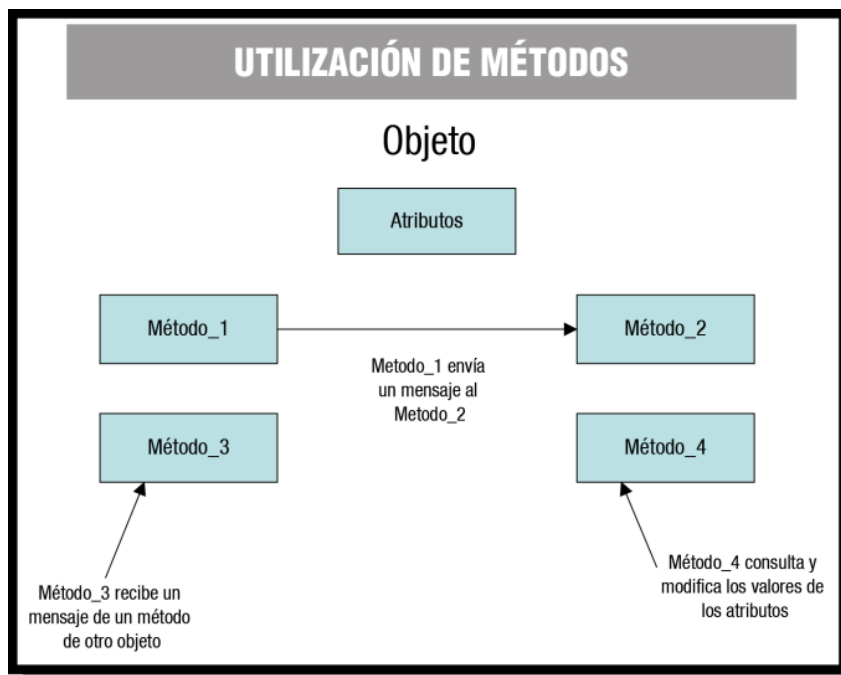 UTILIZACIÓN DE MÉTODOS
Objeto
Atributos
Método_1
Método_2
Metodo_1 envía
un mensaje al
Metodo_2
Método_3
Método_4
Método_3 recibe un
mensaje de un método
de otro objeto
Método_4 consulta y
modifica los valores de
los atributos